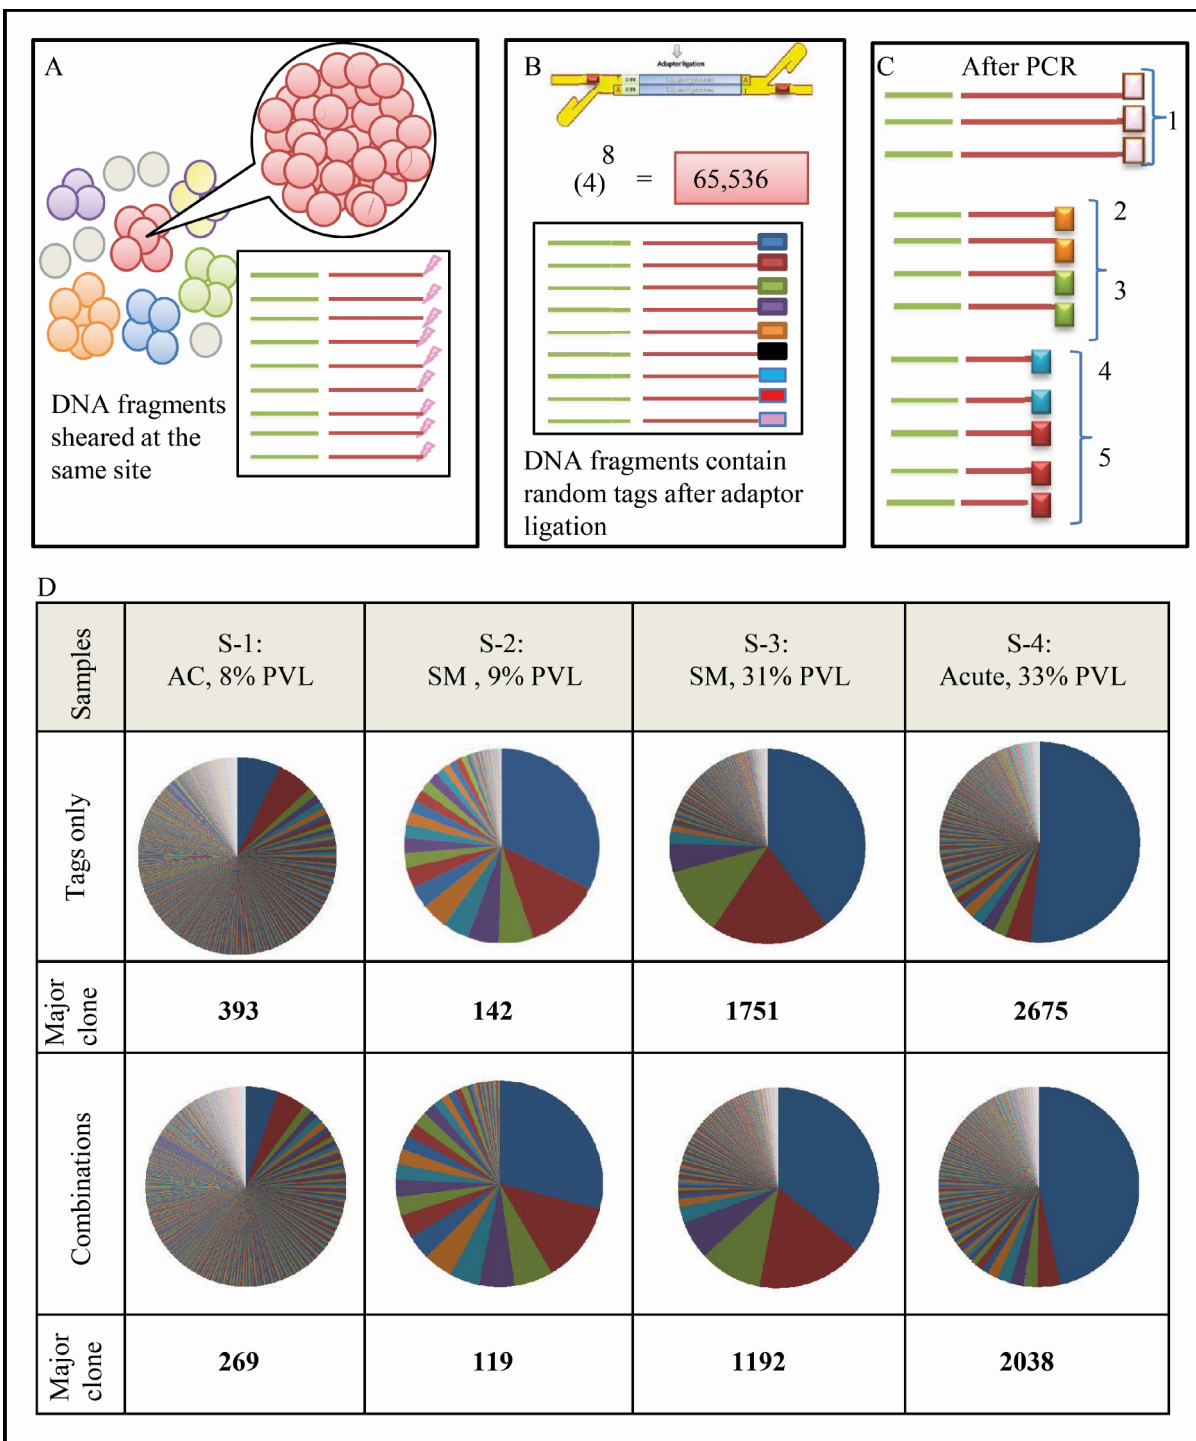 A
DNA fragments
sheared at the
same site
B
Adaptor ligation
(4)8 = 65,536
DNA fragments contain
random tags after adaptor
ligation
C After PCR
1
2
3
4
5
D
Samples
S-1:
AC, 8% PVL
S-2:
SM , 9% PVL
S-3:
SM, 31% PVL
S-4:
Acute, 33% PVL
Tags only
Major
clone
393
142
1751
2675
Combinations
Major
clone
269
119
1192
2038